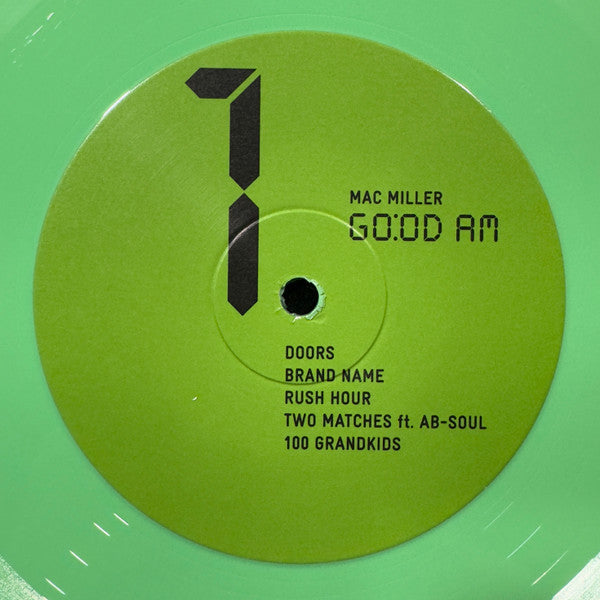 1
MAC MILLER
GO:OD AM
DOORS
BRAND NAME
RUSH HOUR
TWO MATCHES ft. AB-SOUL
100 GRANDKIDS